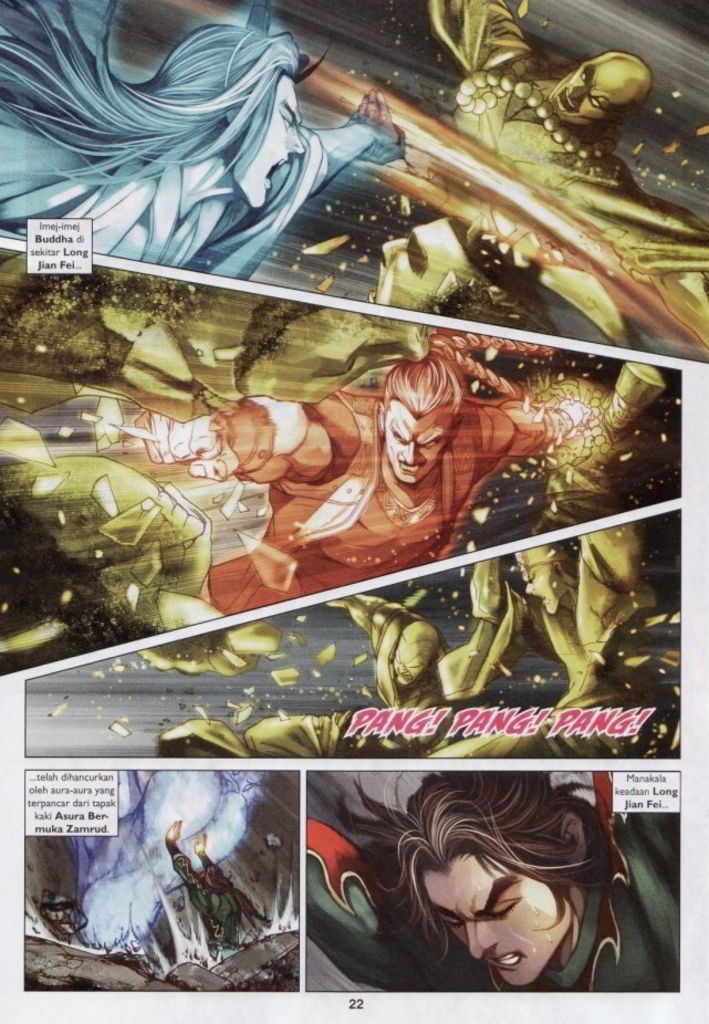 Imej-imej
Buddha di
sekitar Long
Jian Fei...
PANG! PANG! PANG!
...telah dihancurkan
oleh aura-aura yang
terpancar dari tapak
kaki Asura Ber-
muka Zamrud.
Manakala
keadaan Long
Jian Fei...
22